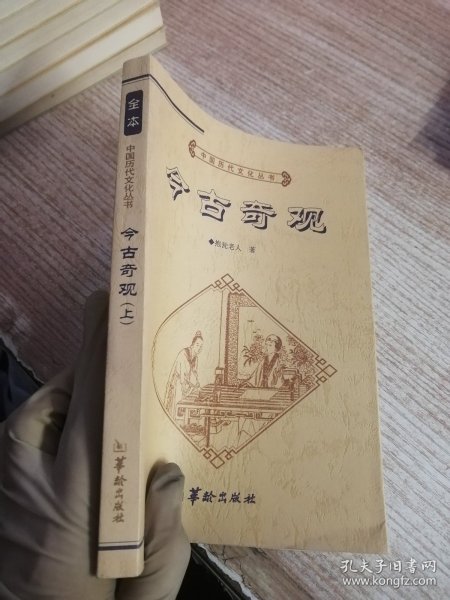 全本
中国历代文化丛书
今古奇观(上)
华龄出版社
中国历代文化丛书
今古奇观
◆抱瓮老人 著
华龄出版社
孔夫子旧书网
www.kongfz.com